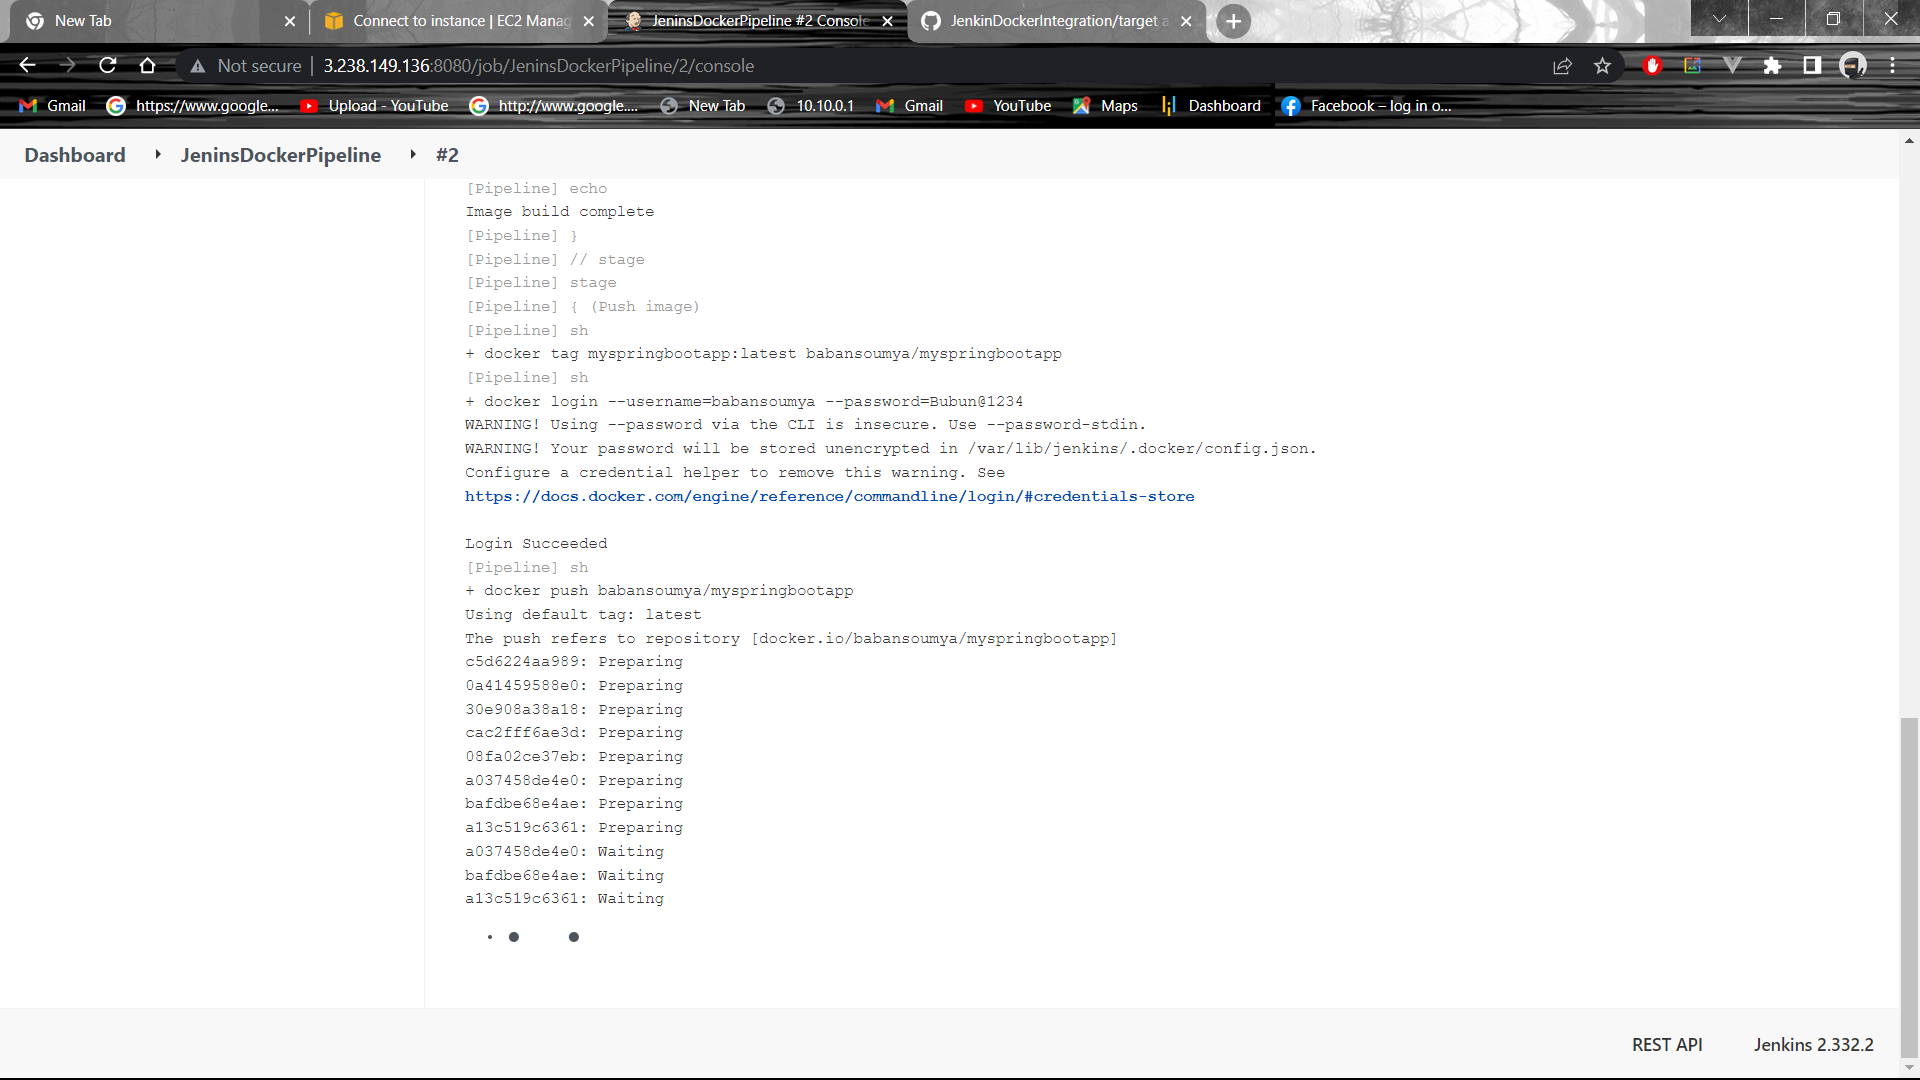 New Tab
Connect to instance | EC2 Manag
JeninsDockerPipeline #2 Console
JenkinDockerIntegration/target a
Not secure | 3.238.149.136:8080/job/JeninsDockerPipeline/2/console
Gmail
https://www.google...
Upload - YouTube
http://www.google....
New Tab
10.10.0.1
Gmail
YouTube
Maps
Dashboard
Facebook – log in o...
Dashboard
JeninsDockerPipeline
#2
[Pipeline] echo
Image build complete
[Pipeline] }
[Pipeline] // stage
[Pipeline] stage
[Pipeline] { (Push image)
[Pipeline] sh
+ docker tag myspringbootapp:latest babansoumya/myspringbootapp
[Pipeline] sh
+ docker login --username=babansoumya --password=Bubun@1234
WARNING! Using --password via the CLI is insecure. Use --password-stdin.
WARNING! Your password will be stored unencrypted in /var/lib/jenkins/.docker/config.json.
Configure a credential helper to remove this warning. See
https://docs.docker.com/engine/reference/commandline/login/#credentials-store
Login Succeeded
[Pipeline] sh
+ docker push babansoumya/myspringbootapp
Using default tag: latest
The push refers to repository [docker.io/babansoumya/myspringbootapp]
c5d6224aa989: Preparing
0a41459588e0: Preparing
30e908a38a18: Preparing
cac2fff6ae3d: Preparing
08fa02ce37eb: Preparing
a037458de4e0: Preparing
bafdbe68e4ae: Preparing
a13c519c6361: Preparing
a037458de4e0: Waiting
bafdbe68e4ae: Waiting
a13c519c6361: Waiting
REST API
Jenkins 2.332.2